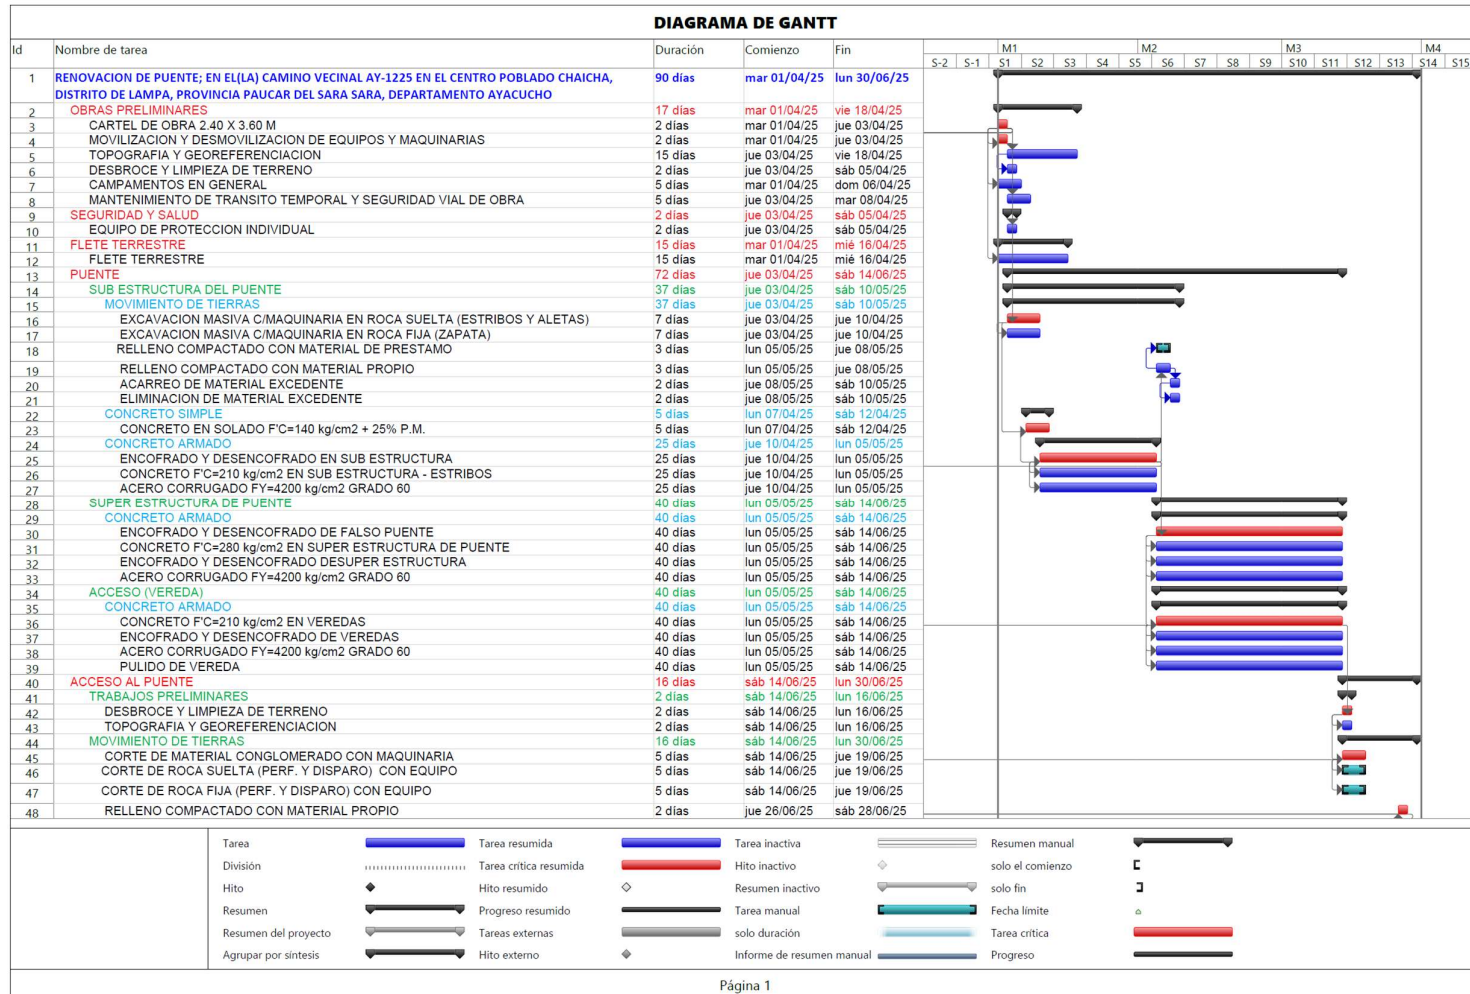 DIAGRAMA DE GANTT
Id Nombre de tarea Duración Comienzo Fin M1 M2 M3 M4
S-2 S-1 S1 S2 S3 S4 S5 S6 S7 S8 S9 S10 S11 S12 S13 S14 S15
1 RENOVACION DE PUENTE; EN EL(LA) CAMINO VECINAL AY-1225 EN EL CENTRO POBLADO CHAICHA, 90 días mar 01/04/25 lun 30/06/25
DISTRITO DE LAMPA, PROVINCIA PAUCAR DEL SARA SARA, DEPARTAMENTO AYACUCHO
2 OBRAS PRELIMINARES 17 días mar 01/04/25 vie 18/04/25
3 CARTEL DE OBRA 2.40 X 3.60 M 2 días mar 01/04/25 jue 03/04/25
4 MOVILIZACION Y DESMOVILIZACION DE EQUIPOS Y MAQUINARIAS 2 días mar 01/04/25 jue 03/04/25
5 TOPOGRAFIA Y GEOREFERENCIACION 15 días jue 03/04/25 vie 18/04/25
6 DESBROCE Y LIMPIEZA DE TERRENO 2 días jue 03/04/25 sáb 05/04/25
7 CAMPAMENTOS EN GENERAL 5 días mar 01/04/25 dom 06/04/25
8 MANTENIMIENTO DE TRANSITO TEMPORAL Y SEGURIDAD VIAL DE OBRA 5 días jue 03/04/25 mar 08/04/25
9 SEGURIDAD Y SALUD 2 días jue 03/04/25 sáb 05/04/25
10 EQUIPO DE PROTECCION INDIVIDUAL 2 días jue 03/04/25 sáb 05/04/25
11 FLETE TERRESTRE 15 días mar 01/04/25 mié 16/04/25
12 FLETE TERRESTRE 15 días mar 01/04/25 mié 16/04/25
13 PUENTE 72 días jue 03/04/25 sáb 14/06/25
14 SUB ESTRUCTURA DEL PUENTE 37 días jue 03/04/25 sáb 10/05/25
15 MOVIMIENTO DE TIERRAS 37 días jue 03/04/25 sáb 10/05/25
16 EXCAVACION MASIVA C/MAQUINARIA EN ROCA SUELTA (ESTRIBOS Y ALETAS) 7 días jue 03/04/25 jue 10/04/25
17 EXCAVACION MASIVA C/MAQUINARIA EN ROCA FIJA (ZAPATA) 7 días jue 03/04/25 jue 10/04/25
18 RELLENO COMPACTADO CON MATERIAL DE PRESTAMO 3 días lun 05/05/25 jue 08/05/25
19 RELLENO COMPACTADO CON MATERIAL PROPIO 3 días lun 05/05/25 jue 08/05/25
20 ACARREO DE MATERIAL EXCEDENTE 2 días jue 08/05/25 sáb 10/05/25
21 ELIMINACION DE MATERIAL EXCEDENTE 2 días jue 08/05/25 sáb 10/05/25
22 CONCRETO SIMPLE 5 días lun 07/04/25 sáb 12/04/25
23 CONCRETO EN SOLADO F'C=140 kg/cm2 + 25% P.M. 5 días lun 07/04/25 sáb 12/04/25
24 CONCRETO ARMADO 25 días jue 10/04/25 lun 05/05/25
25 ENCOFRADO Y DESENCOFRADO EN SUB ESTRUCTURA 25 días jue 10/04/25 lun 05/05/25
26 CONCRETO F'C=210 kg/cm2 EN SUB ESTRUCTURA - ESTRIBOS 25 días jue 10/04/25 lun 05/05/25
27 ACERO CORRUGADO FY=4200 kg/cm2 GRADO 60 25 días jue 10/04/25 lun 05/05/25
28 SUPER ESTRUCTURA DE PUENTE 40 días lun 05/05/25 sáb 14/06/25
29 CONCRETO ARMADO 40 días lun 05/05/25 sáb 14/06/25
30 ENCOFRADO Y DESENCOFRADO DE FALSO PUENTE 40 días lun 05/05/25 sáb 14/06/25
31 CONCRETO F'C=280 kg/cm2 EN SUPER ESTRUCTURA DE PUENTE 40 días lun 05/05/25 sáb 14/06/25
32 ENCOFRADO Y DESENCOFRADO DESUPER ESTRUCTURA 40 días lun 05/05/25 sáb 14/06/25
33 ACERO CORRUGADO FY=4200 kg/cm2 GRADO 60 40 días lun 05/05/25 sáb 14/06/25
34 ACCESO (VEREDA) 40 días lun 05/05/25 sáb 14/06/25
35 CONCRETO ARMADO 40 días lun 05/05/25 sáb 14/06/25
36 CONCRETO F'C=210 kg/cm2 EN VEREDAS 40 días lun 05/05/25 sáb 14/06/25
37 ENCOFRADO Y DESENCOFRADO DE VEREDAS 40 días lun 05/05/25 sáb 14/06/25
38 ACERO CORRUGADO FY=4200 kg/cm2 GRADO 60 40 días lun 05/05/25 sáb 14/06/25
39 PULIDO DE VEREDA 40 días lun 05/05/25 sáb 14/06/25
40 ACCESO AL PUENTE 16 días sáb 14/06/25 lun 30/06/25
41 TRABAJOS PRELIMINARES 2 días sáb 14/06/25 lun 16/06/25
42 DESBROCE Y LIMPIEZA DE TERRENO 2 días sáb 14/06/25 lun 16/06/25
43 TOPOGRAFIA Y GEOREFERENCIACION 2 días sáb 14/06/25 lun 16/06/25
44 MOVIMIENTO DE TIERRAS 16 días sáb 14/06/25 lun 30/06/25
45 CORTE DE MATERIAL CONGLOMERADO CON MAQUINARIA 5 días sáb 14/06/25 jue 19/06/25
46 CORTE DE ROCA SUELTA (PERF. Y DISPARO) CON EQUIPO 5 días sáb 14/06/25 jue 19/06/25
47 CORTE DE ROCA FIJA (PERF. Y DISPARO) CON EQUIPO 5 días sáb 14/06/25 jue 19/06/25
48 RELLENO COMPACTADO CON MATERIAL PROPIO 2 días jue 26/06/25 sáb 28/06/25
Tarea Tarea resumida Tarea inactiva Resumen manual
División Tarea crítica resumida Hito inactivo solo el comienzo
Hito Hito resumido Resumen inactivo solo fin
Resumen Progreso resumido Tarea manual Fecha límite
Resumen del proyecto Tareas externas solo duración Tarea crítica
Agrupar por síntesis Hito externo Informe de resumen manual Progreso
Página 1